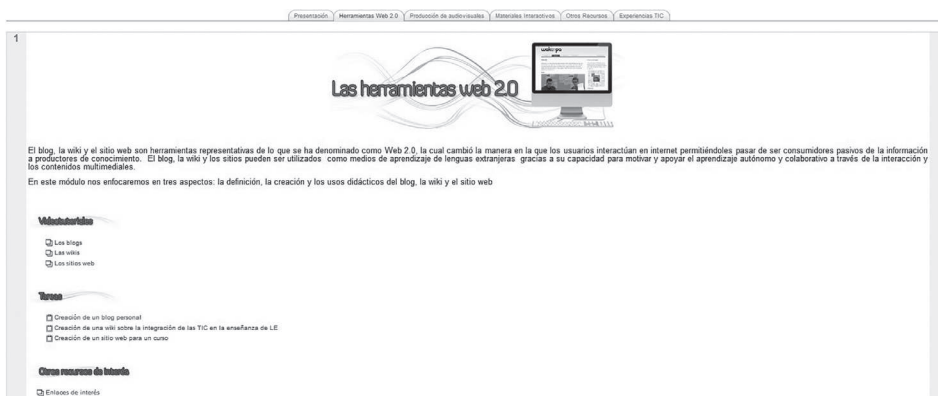 Presentación Herramientas Web 2.0 Producción de audiovisuales Materiales Interactivos Otros Recursos Experiencias TIC
1
Las herramientas web 2.0
El blog, la wiki y el sitio web son herramientas representativas de lo que se ha denominado como Web 2.0, la cual cambió la manera en la que los usuarios interactúan en internet permitiéndoles pasar de ser consumidores pasivos de la información
a productores de conocimiento. El blog, la wiki y los sitios pueden ser utilizados como medios de aprendizaje de lenguas extranjeras gracias a su capacidad para motivar y apoyar el aprendizaje autónomo y colaborativo a través de la interacción y
los contenidos multimediales.
En este módulo nos enfocaremos en tres aspectos: la definición, la creación y los usos didácticos del blog, la wiki y el sitio web
Videotutoriales
Los blogs
Las wikis
Los sitios web
Tareas
Creación de un blog personal
Creación de una wiki sobre la integración de las TIC en la enseñanza de LE
Creación de un sitio web para un curso
Otros recursos de interés
Enlaces de interés